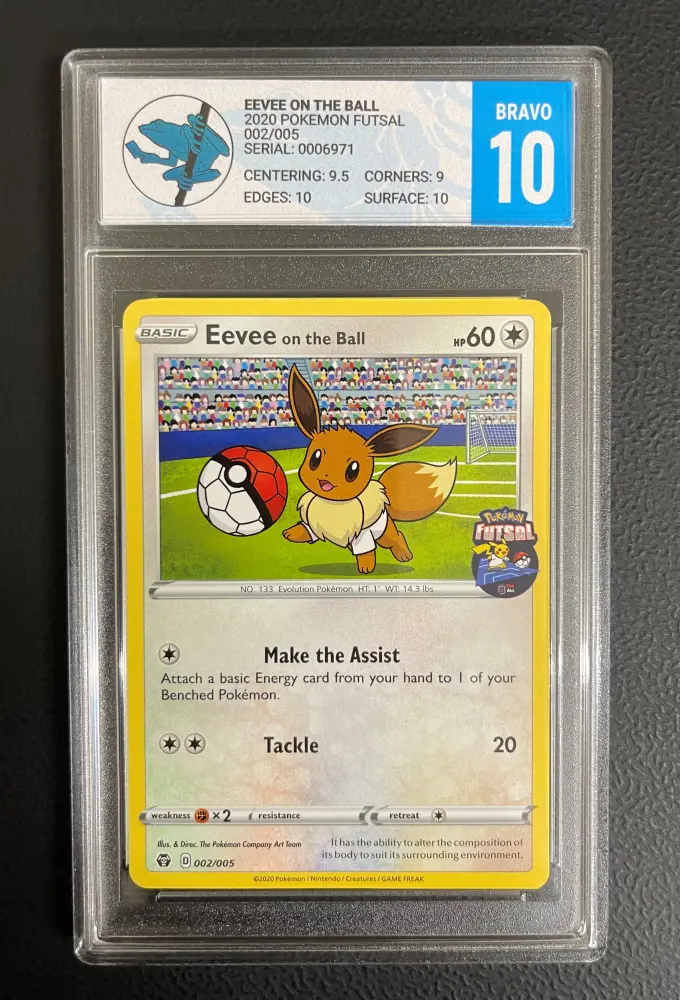 EEVEE ON THE BALL
2020 POKEMON FUTSAL
002/005
SERIAL: 0006971
CENTERING: 9.5 CORNERS: 9
EDGES: 10 SURFACE: 10
BRAVO
10
BASIC Eevee on the Ball HP60
Pokémon
FUTSAL
ALL
NO. 133 Evolution Pokémon HT: 1' WT: 14.3 lbs.
Make the Assist
Attach a basic Energy card from your hand to 1 of your
Benched Pokémon.
Tackle 20
weakness ×2 resistance retreat
Illus. & Direc. The Pokémon Company Art Team
It has the ability to alter the composition of
its body to suit its surrounding environment.
D 002/005
©2020 Pokémon / Nintendo / Creatures / GAME FREAK